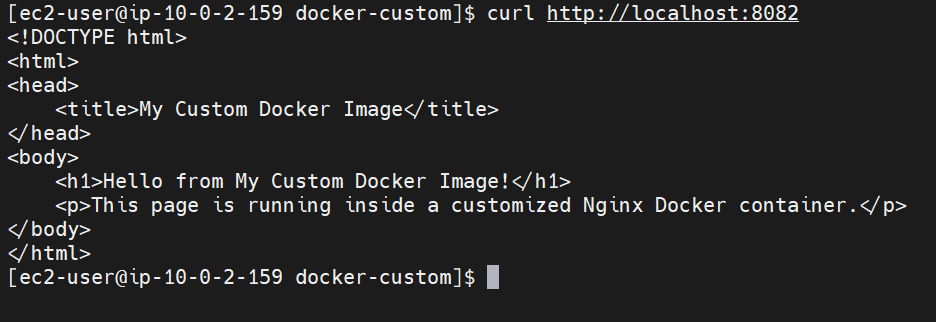 [ec2-user@ip-10-0-2-159 docker-custom]$ curl http://localhost:8082
<!DOCTYPE html>
<html>
<head>
    <title>My Custom Docker Image</title>
</head>
<body>
    <h1>Hello from My Custom Docker Image!</h1>
    <p>This page is running inside a customized Nginx Docker container.</p>
</body>
</html>
[ec2-user@ip-10-0-2-159 docker-custom]$